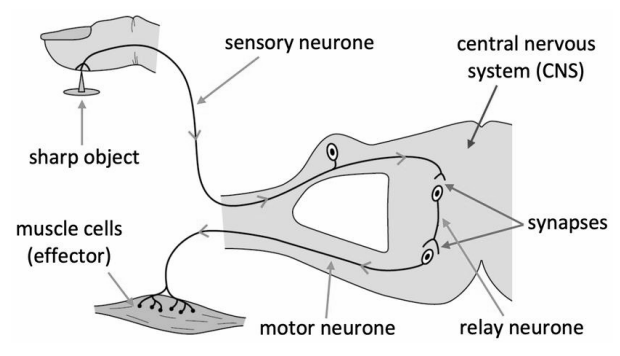 sensory neurone
central nervous
system (CNS)
sharp object
muscle cells
(effector)
synapses
motor neurone
relay neurone